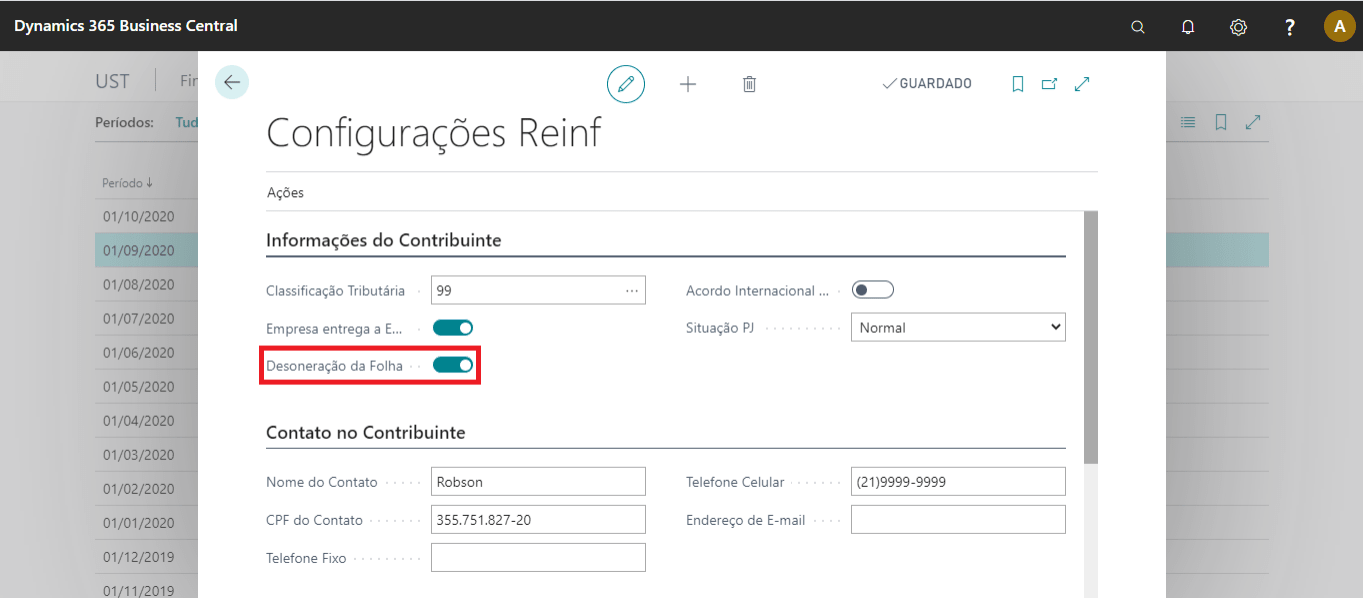 Dynamics 365 Business Central
? A
UST Fir
GUARDADO
Períodos: Tud
Configurações Reinf
Período ↓
Ações
01/10/2020
Informações do Contribuinte
01/09/2020
01/08/2020
Classificação Tributária 99 ... Acordo Internacional ...
01/07/2020
Empresa entrega a E... Situação PJ Normal
01/06/2020
Desoneração da Folha
01/05/2020
01/04/2020
Contato no Contribuinte
01/03/2020
01/02/2020
Nome do Contato Robson Telefone Celular (21)9999-9999
01/01/2020
CPF do Contato 355.751.827-20 Endereço de E-mail
01/12/2019
Telefone Fixo
01/11/2019